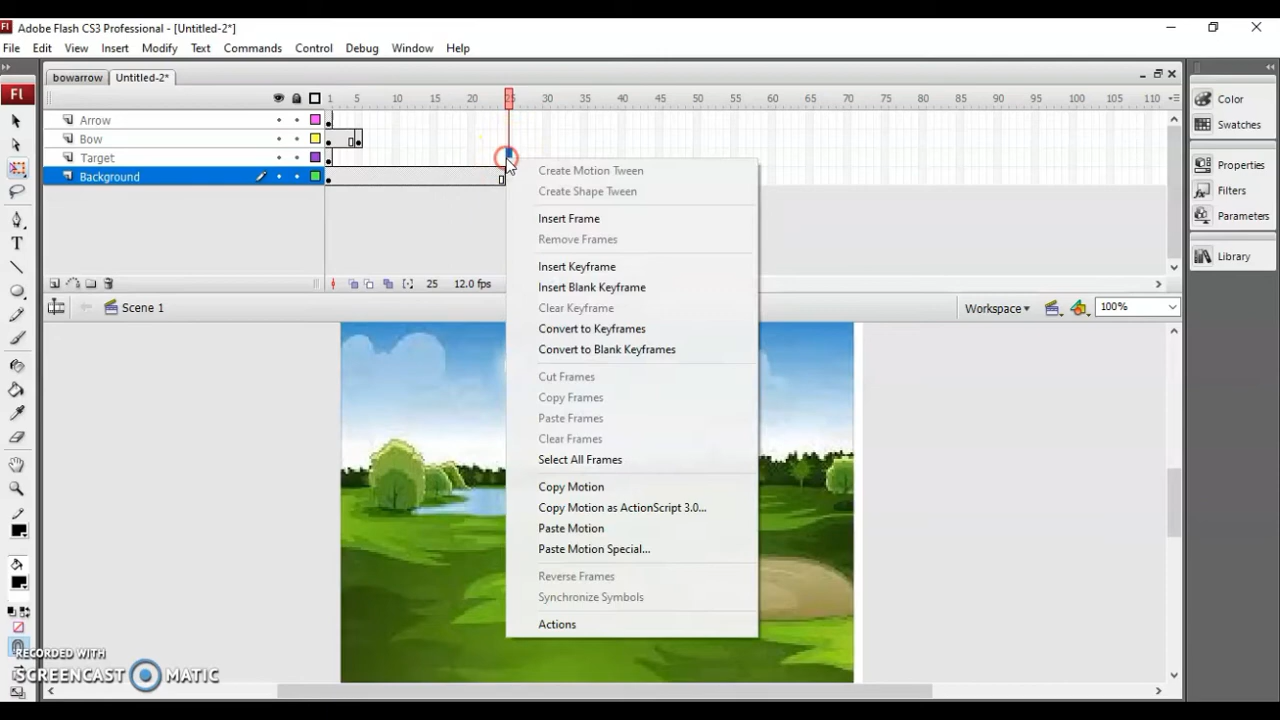 Adobe Flash CS3 Professional - [Untitled-2*]
File Edit View Insert Modify Text Commands Control Debug Window Help
bowarrow Untitled-2*
Fl
1 5 10 15 20 25 30 35 40 45 50 55 60 65 70 75 80 85 90 95 100 105 110
Arrow
Bow
Target
Background
25 12.0 fps
Scene 1
Workspace 100%
Create Motion Tween
Create Shape Tween
Insert Frame
Remove Frames
Insert Keyframe
Insert Blank Keyframe
Clear Keyframe
Convert to Keyframes
Convert to Blank Keyframes
Cut Frames
Copy Frames
Paste Frames
Clear Frames
Select All Frames
Copy Motion
Copy Motion as ActionScript 3.0...
Paste Motion
Paste Motion Special...
Reverse Frames
Synchronize Symbols
Actions
Color
Swatches
Properties
Filters
Parameters
Library
RECORDED WITH
SCREENCAST MATIC